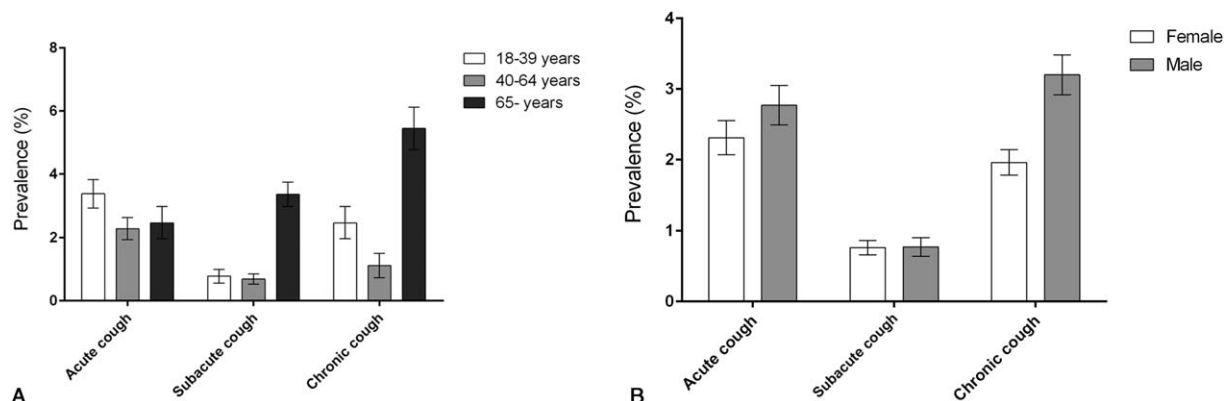 8
6
4
2
0
Prevalence (%)
18-39 years
40-64 years
65- years
Acute cough
Subacute cough
Chronic cough
A
4
3
2
1
0
Prevalence (%)
Female
Male
Acute cough
Subacute cough
Chronic cough
B